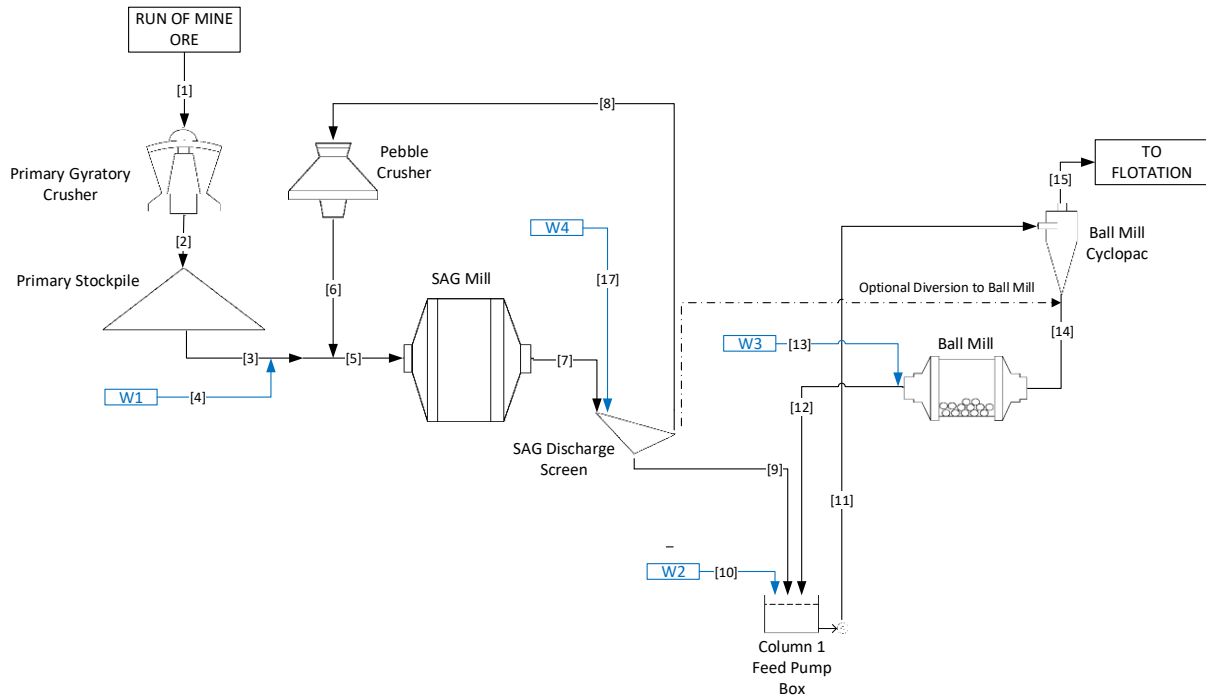 RUN OF MINE
ORE
[1]
[8]
Primary Gyratory
Crusher
Pebble
Crusher
TO
FLOTATION
[15]
[2]
W4
Ball Mill
Cyclopac
Primary Stockpile
SAG Mill
[6]
[17]
Optional Diversion to Ball Mill
[14]
[3]
[5]
[7]
W3
[13]
Ball Mill
W1
[4]
[12]
SAG Discharge
Screen
[9]
[11]
W2
[10]
Column 1
Feed Pump
Box